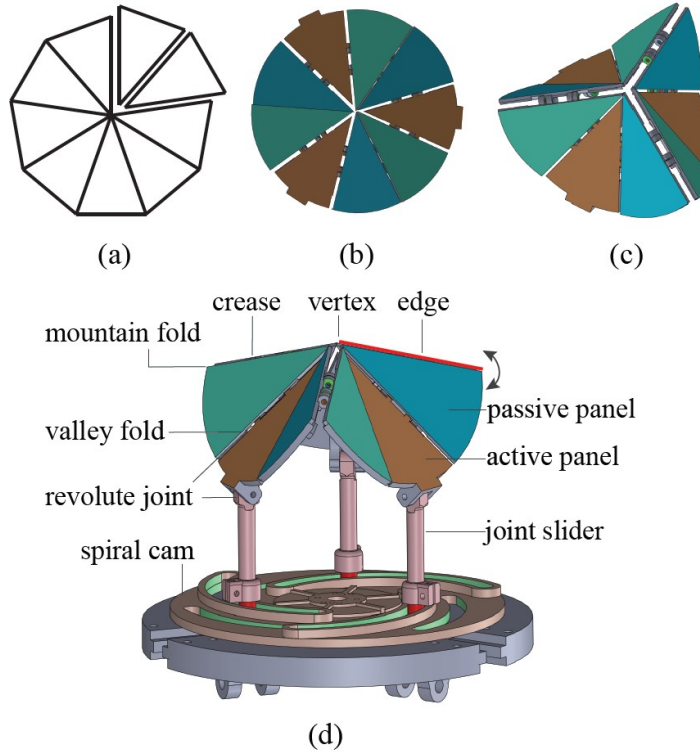 (a)
(b)
(c)
crease
vertex
edge
mountain fold
passive panel
valley fold
active panel
revolute joint
joint slider
spiral cam
(d)